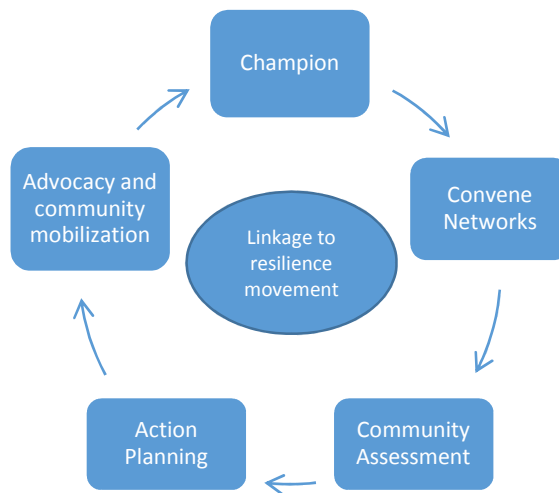 Champion
Convene
Networks
Community
Assessment
Action
Planning
Advocacy and
community
mobilization
Linkage to
resilience
movement